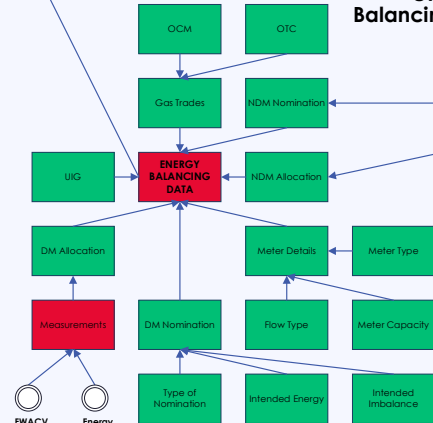 Balancin
OCM
OTC
Gas Trades
NDM Nomination
UIG
ENERGY
BALANCING
DATA
NDM Allocation
DM Allocation
Meter Details
Meter Type
Measurements
DM Nomination
Flow Type
Meter Capacity
Type of
Nomination
Intended Energy
Intended
Imbalance
EWACV
Energy